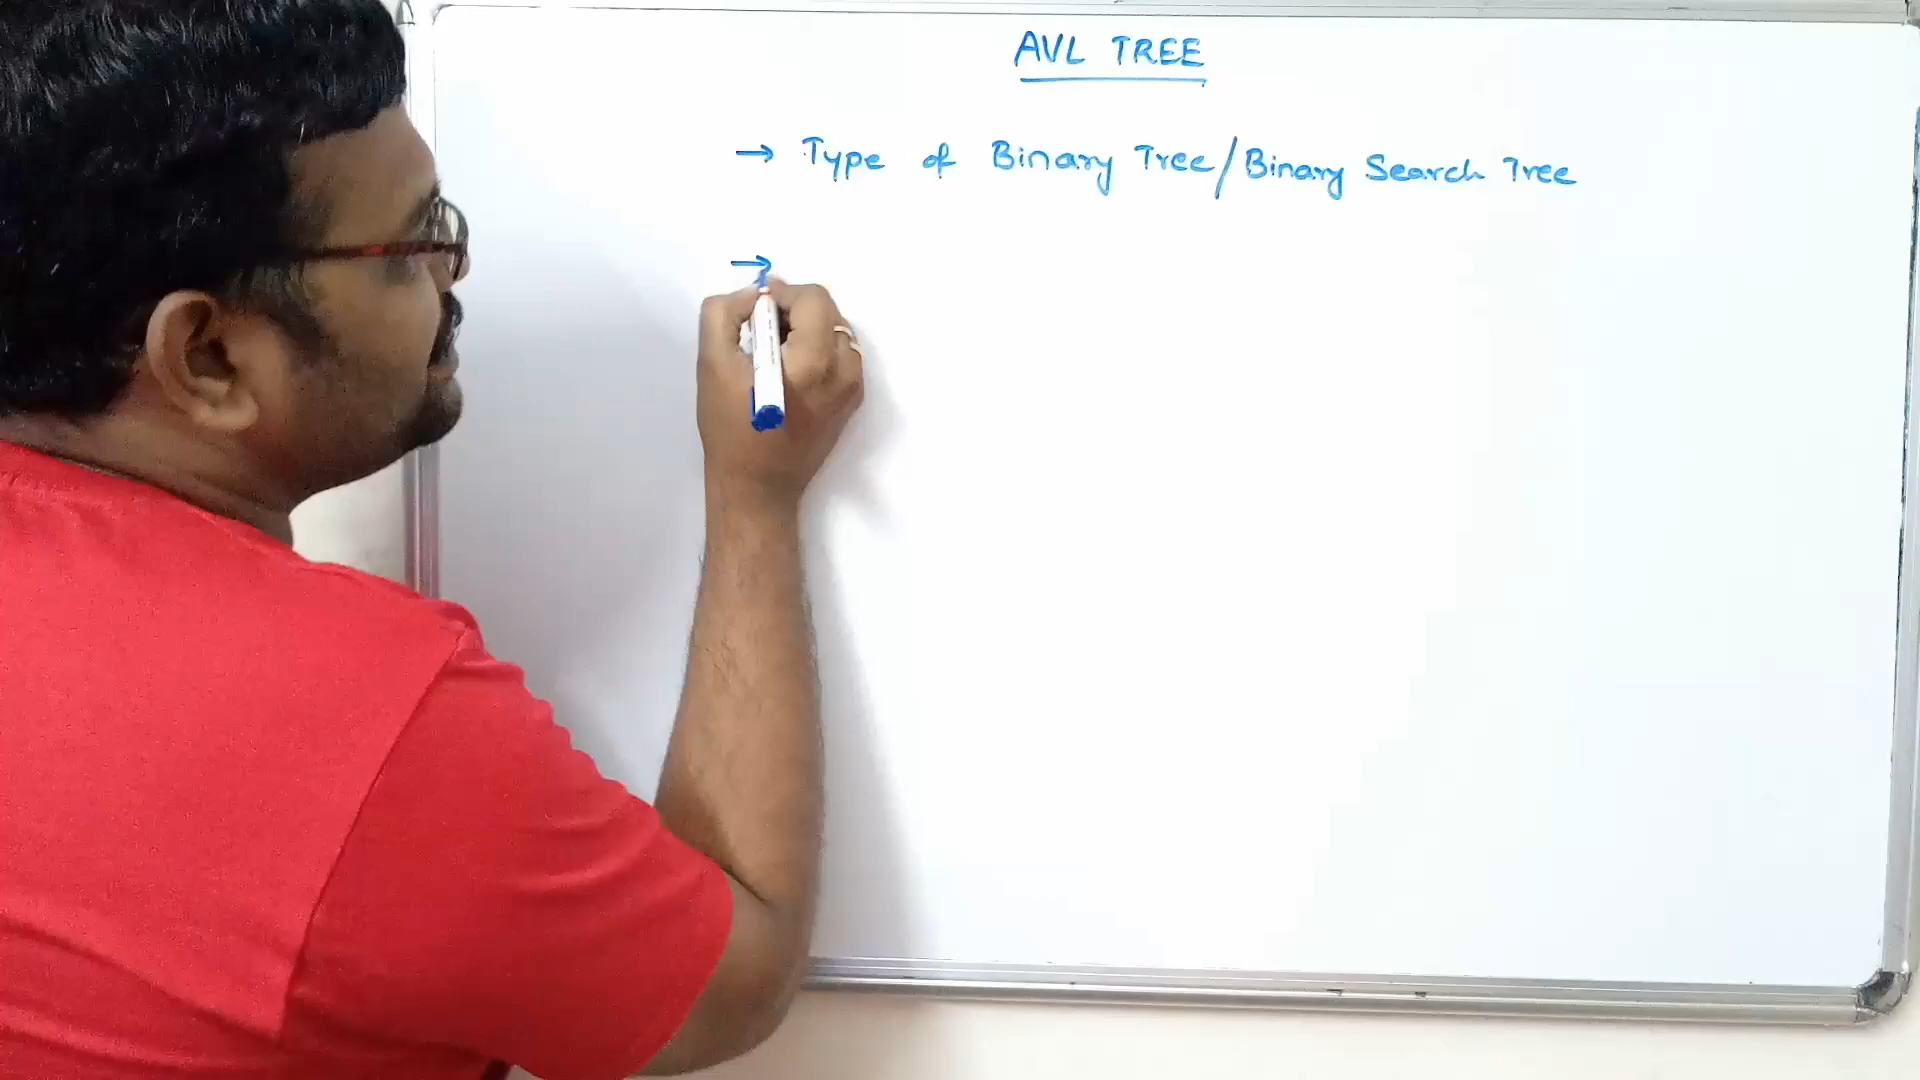 AVL TREE
→ Type of Binary Tree/Binary Search Tree
→